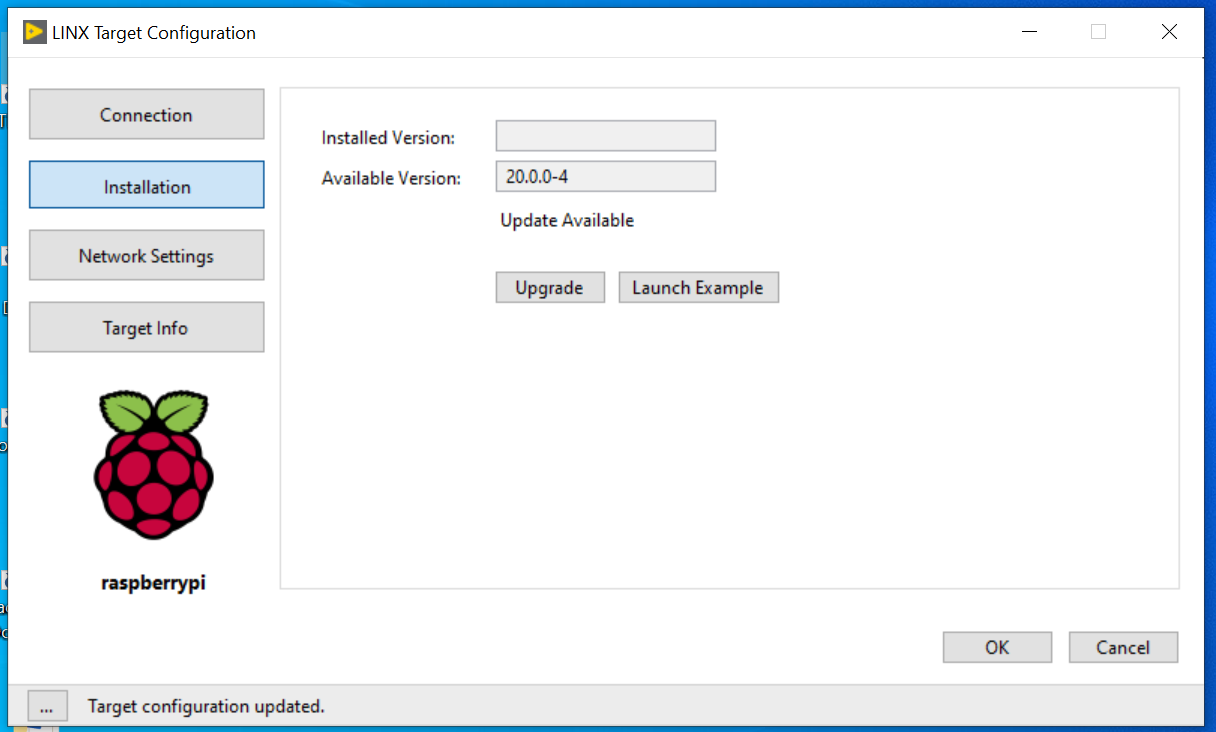 LINX Target Configuration
Connection
Installation
Network Settings
Target Info
raspberrypi
Installed Version:
Available Version: 20.0.0-4
Update Available
Upgrade Launch Example
OK Cancel
... Target configuration updated.